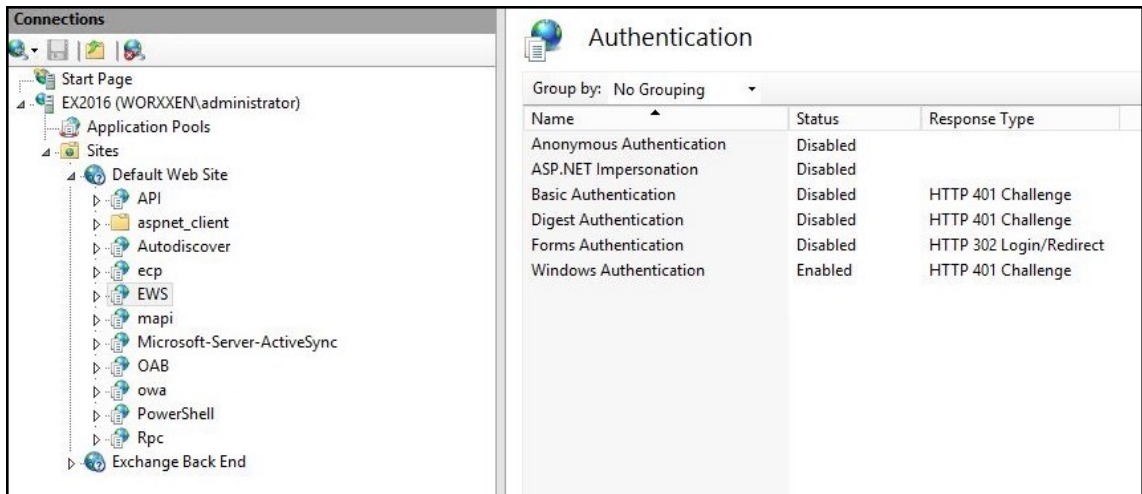 Connections
Start Page
EX2016 (WORXXEN\administrator)
Application Pools
Sites
Default Web Site
API
aspnet_client
Autodiscover
ecp
EWS
mapi
Microsoft-Server-ActiveSync
OAB
owa
PowerShell
Rpc
Exchange Back End
Authentication
Group by: No Grouping
Name Status Response Type
Anonymous Authentication Disabled
ASP.NET Impersonation Disabled
Basic Authentication Disabled HTTP 401 Challenge
Digest Authentication Disabled HTTP 401 Challenge
Forms Authentication Disabled HTTP 302 Login/Redirect
Windows Authentication Enabled HTTP 401 Challenge